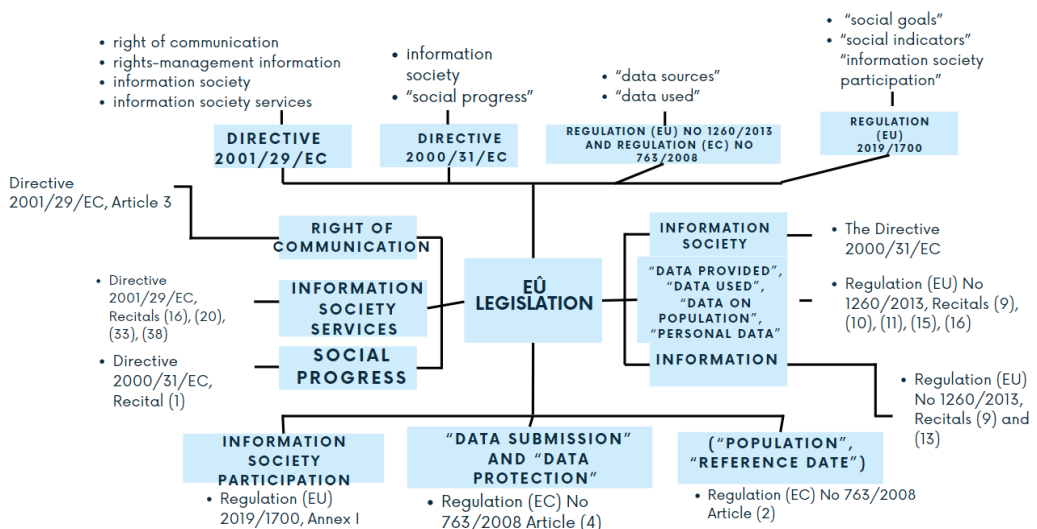 • right of communication
• rights-management information
• information society
• information society services
DIRECTIVE
2001/29/EC
• information
society
• “social progress”
DIRECTIVE
2000/31/EC
• “data sources”
• “data used”
REGULATION (EU) NO 1260/2013
AND REGULATION (EC) NO
763/2008
• “social goals”
• “social indicators”
“information society
participation”
REGULATION
(EU)
2019/1700
Directive
2001/29/EC, Article 3
RIGHT OF
COMMUNICATION
• Directive
2001/29/EC,
Recitals (16), (20),
(33), (38)
INFORMATION
SOCIETY
SERVICES
• Directive
2000/31/EC,
Recital (1)
SOCIAL
PROGRESS
EÛ
LEGISLATION
INFORMATION
SOCIETY
• The Directive
2000/31/EC
“DATA PROVIDED”,
“DATA USED”,
“DATA ON
POPULATION”,
“PERSONAL DATA”
• Regulation (EU) No
1260/2013, Recitals (9),
(10), (11), (15), (16)
INFORMATION
• Regulation (EU)
No 1260/2013,
Recitals (9) and
(13)
INFORMATION
SOCIETY
PARTICIPATION
• Regulation (EU)
2019/1700, Annex I
“DATA SUBMISSION”
AND “DATA
PROTECTION”
• Regulation (EC) No
763/2008 Article (4)
(“POPULATION”,
“REFERENCE DATE”)
• Regulation (EC) No 763/2008
Article (2)